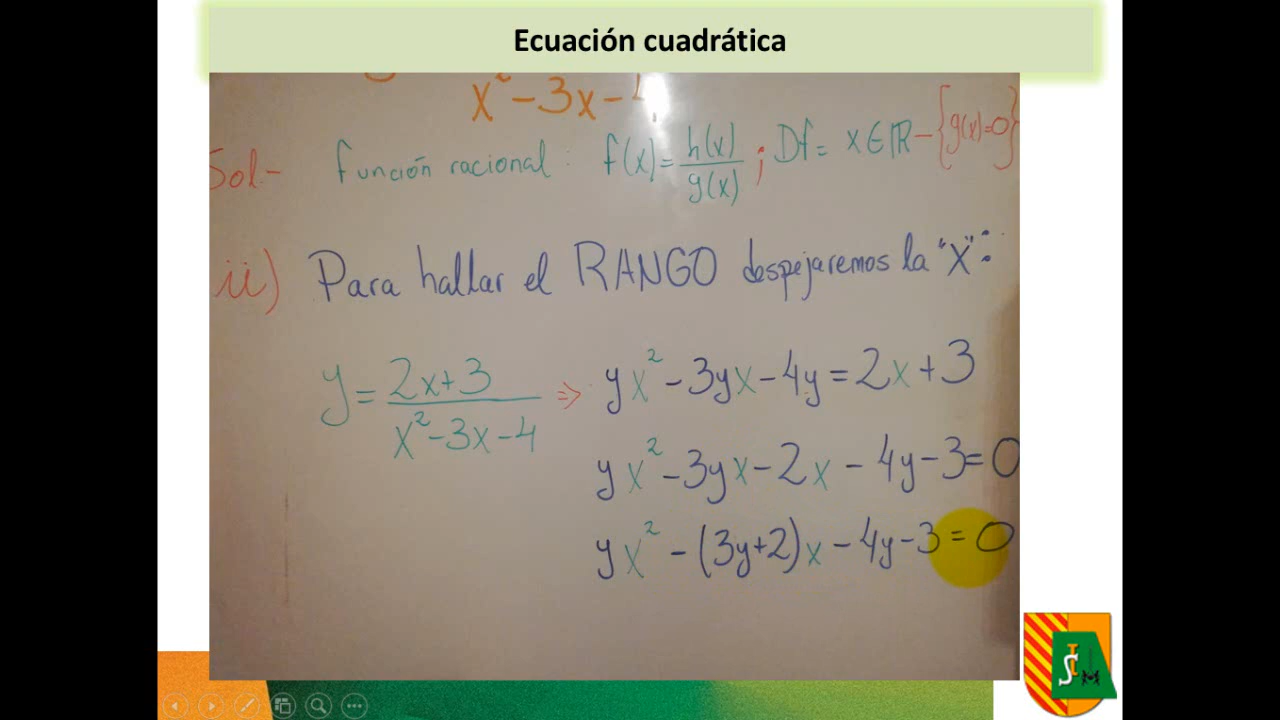 Ecuación cuadrática
x² - 3x - 4
Sol- función racional : f(x) = h(x)/g(x) ; Df = x ∈ ℝ - {g(x)=0}
ii) Para hallar el RANGO despejaremos la "X":
y = (2x+3)/(x²-3x-4) => yx² - 3yx - 4y = 2x + 3
yx² - 3yx - 2x - 4y - 3 = 0
yx² - (3y+2)x - 4y - 3 = 0